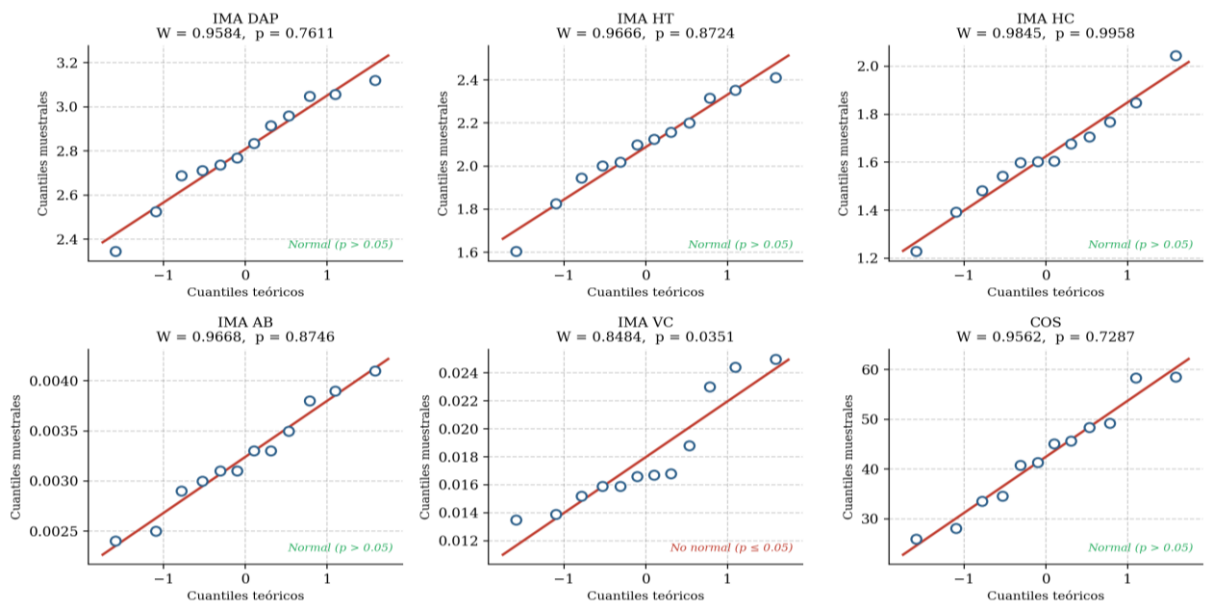 IMA DAP
W = 0.9584,  p = 0.7611
3.2
3.0
2.8
2.6
2.4
Cuantiles muestrales
Normal (p > 0.05)
−1
0
1
Cuantiles teóricos
IMA HT
W = 0.9666,  p = 0.8724
2.4
2.2
2.0
1.8
1.6
Cuantiles muestrales
Normal (p > 0.05)
−1
0
1
Cuantiles teóricos
IMA HC
W = 0.9845,  p = 0.9958
2.0
1.8
1.6
1.4
1.2
Cuantiles muestrales
Normal (p > 0.05)
−1
0
1
Cuantiles teóricos
IMA AB
W = 0.9668,  p = 0.8746
0.0040
0.0035
0.0030
0.0025
Cuantiles muestrales
Normal (p > 0.05)
−1
0
1
Cuantiles teóricos
IMA VC
W = 0.8484,  p = 0.0351
0.024
0.022
0.020
0.018
0.016
0.014
0.012
Cuantiles muestrales
No normal (p ≤ 0.05)
−1
0
1
Cuantiles teóricos
COS
W = 0.9562,  p = 0.7287
60
50
40
30
Cuantiles muestrales
Normal (p > 0.05)
−1
0
1
Cuantiles teóricos